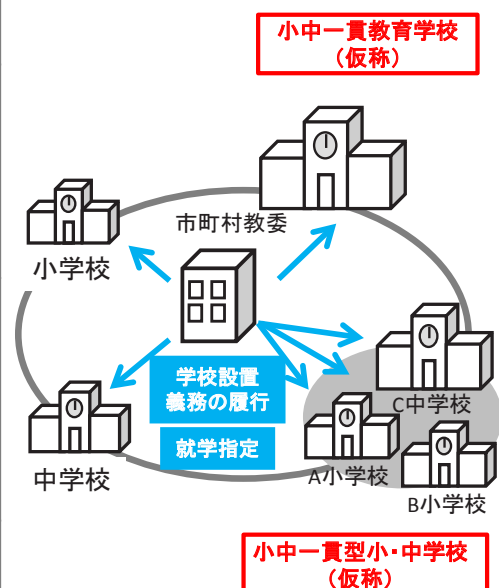 小中一貫教育学校
(仮称)
市町村教委
小学校
学校設置
義務の履行
就学指定
中学校
C中学校
A小学校
B小学校
小中一貫型小・中学校
(仮称)